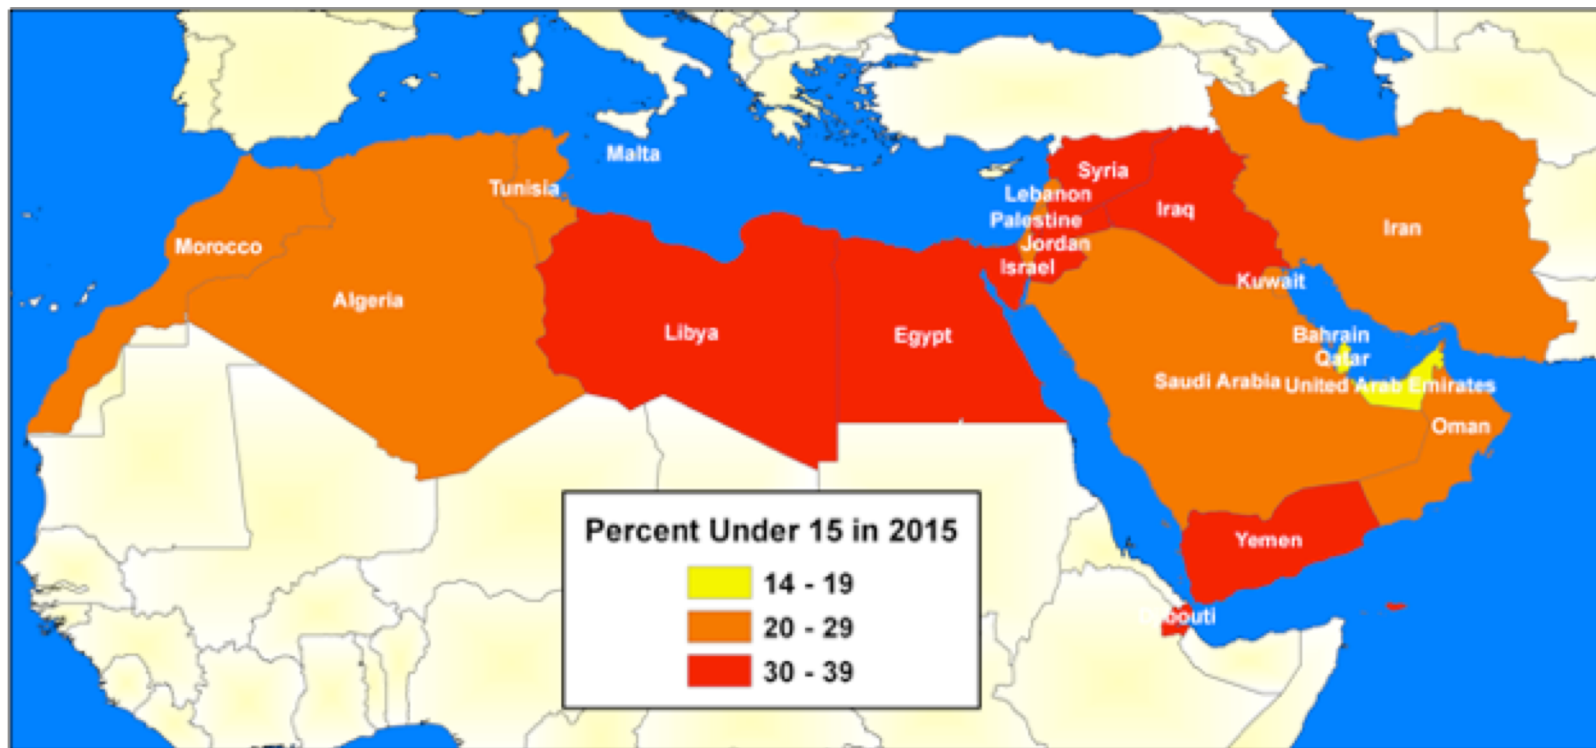 Malta
Syria
Tunisia
Lebanon
Iraq
Palestine
Iran
Morocco
Jordan
Israel
Kuwait
Algeria
Libya
Egypt
Bahrain
Qatar
Saudi Arabia
United Arab Emirates
Oman
Yemen
Percent Under 15 in 2015
14 - 19
20 - 29
30 - 39